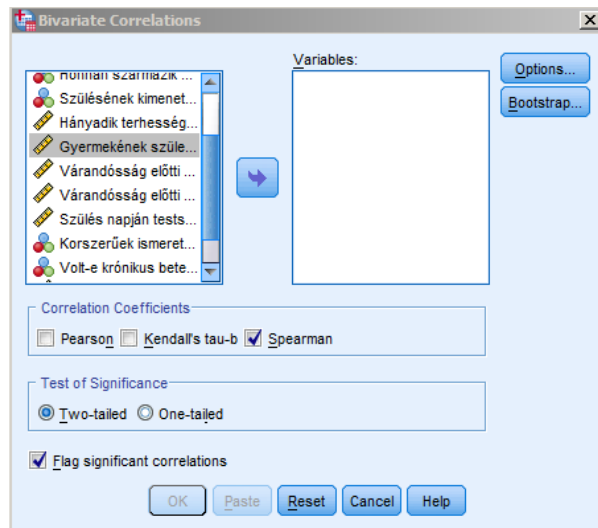 Bivariate Correlations
Honnan származik ...
Szülésének kimenet...
Hányadik terhesség...
Gyermekének szüle...
Várandósság előtti ...
Várandósság előtti ...
Szülés napján tests...
Korszerűek ismeret...
Volt-e krónikus bete...
Variables:
Options...
Bootstrap...
Correlation Coefficients
Pearson Kendall's tau-b Spearman
Test of Significance
Two-tailed One-tailed
Flag significant correlations
OK Paste Reset Cancel Help